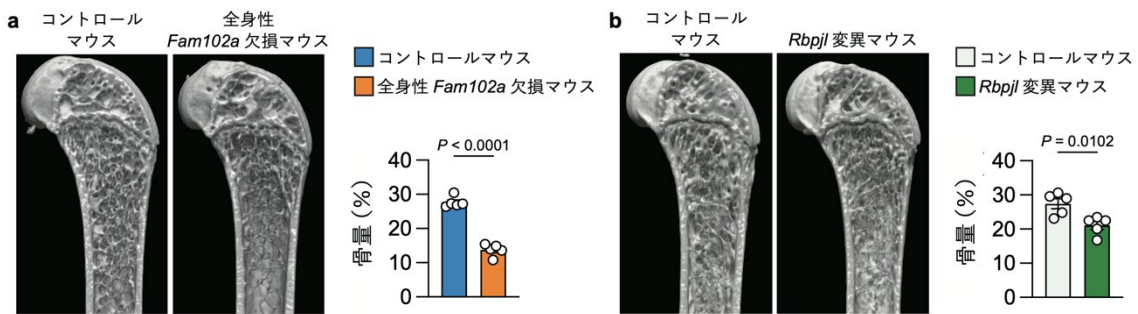 a
コントロール
マウス
全身性
Fam102a 欠損マウス
コントロールマウス
全身性 Fam102a 欠損マウス
P < 0.0001
骨量(%)
40
30
20
10
0
b
コントロール
マウス
Rbpjl 変異マウス
コントロールマウス
Rbpjl 変異マウス
P = 0.0102
骨量(%)
40
30
20
10
0